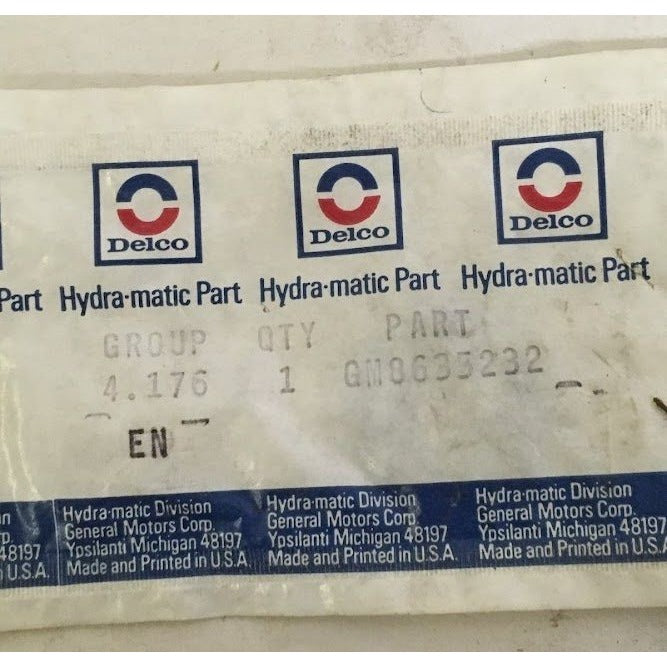 Delco Delco Delco
Part Hydra-matic Part Hydra-matic Part Hydra-matic Part
GROUP QTY PART
4.176 1 GM8635232
EN
Hydra-matic Division Hydra-matic Division Hydra-matic Division
General Motors Corp. General Motors Corp. General Motors Corp.
48197 Ypsilanti Michigan 48197 Ypsilanti Michigan 48197 Ypsilanti Michigan 48197
U.S.A. Made and Printed in U.S.A. Made and Printed in U.S.A. Made and Printed in U.S.A.